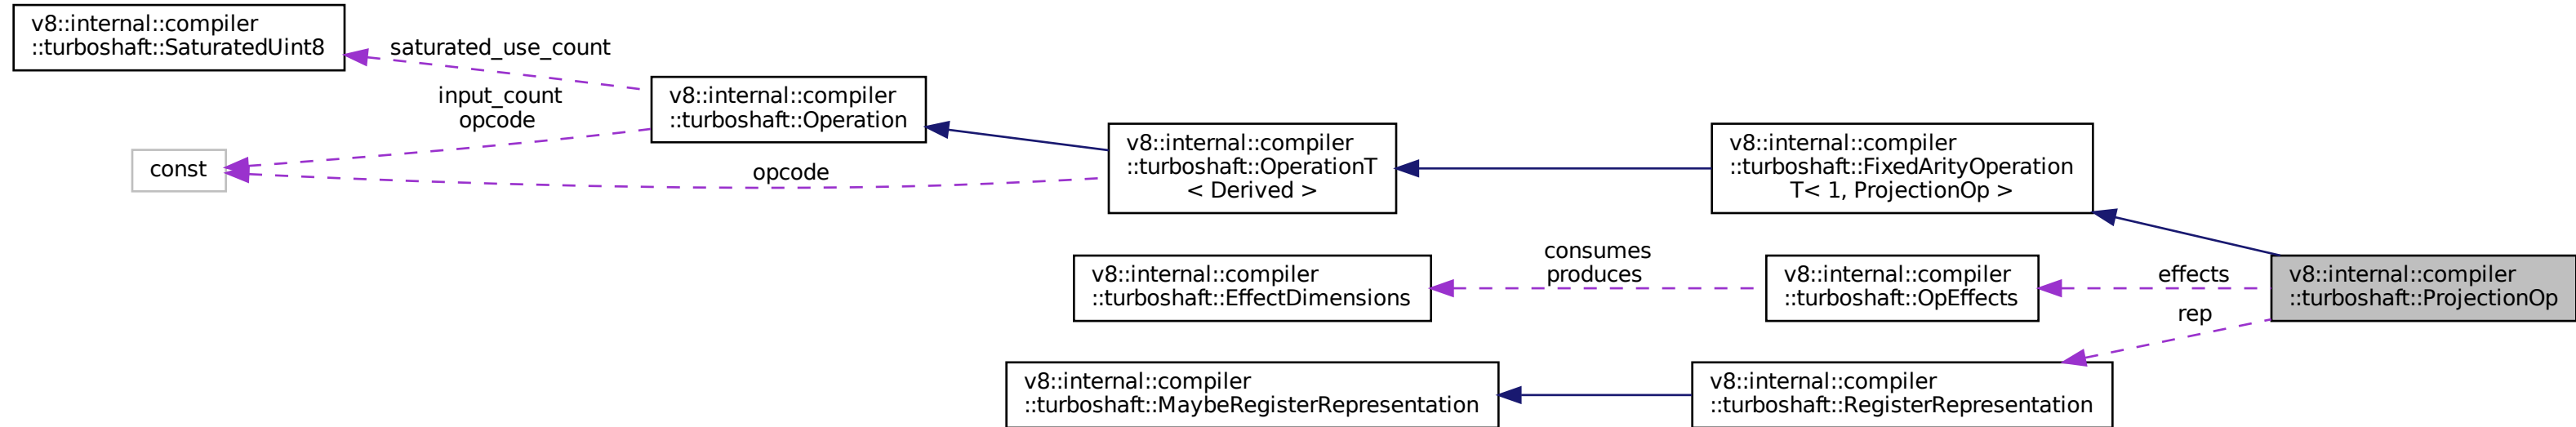 v8::internal::compiler
::turboshaft::SaturatedUint8
saturated_use_count
input_count
opcode
v8::internal::compiler
::turboshaft::Operation
const
opcode
v8::internal::compiler
::turboshaft::OperationT
< Derived >
v8::internal::compiler
::turboshaft::FixedArityOperation
T< 1, ProjectionOp >
v8::internal::compiler
::turboshaft::EffectDimensions
consumes
produces
v8::internal::compiler
::turboshaft::OpEffects
effects
rep
v8::internal::compiler
::turboshaft::ProjectionOp
v8::internal::compiler
::turboshaft::MaybeRegisterRepresentation
v8::internal::compiler
::turboshaft::RegisterRepresentation